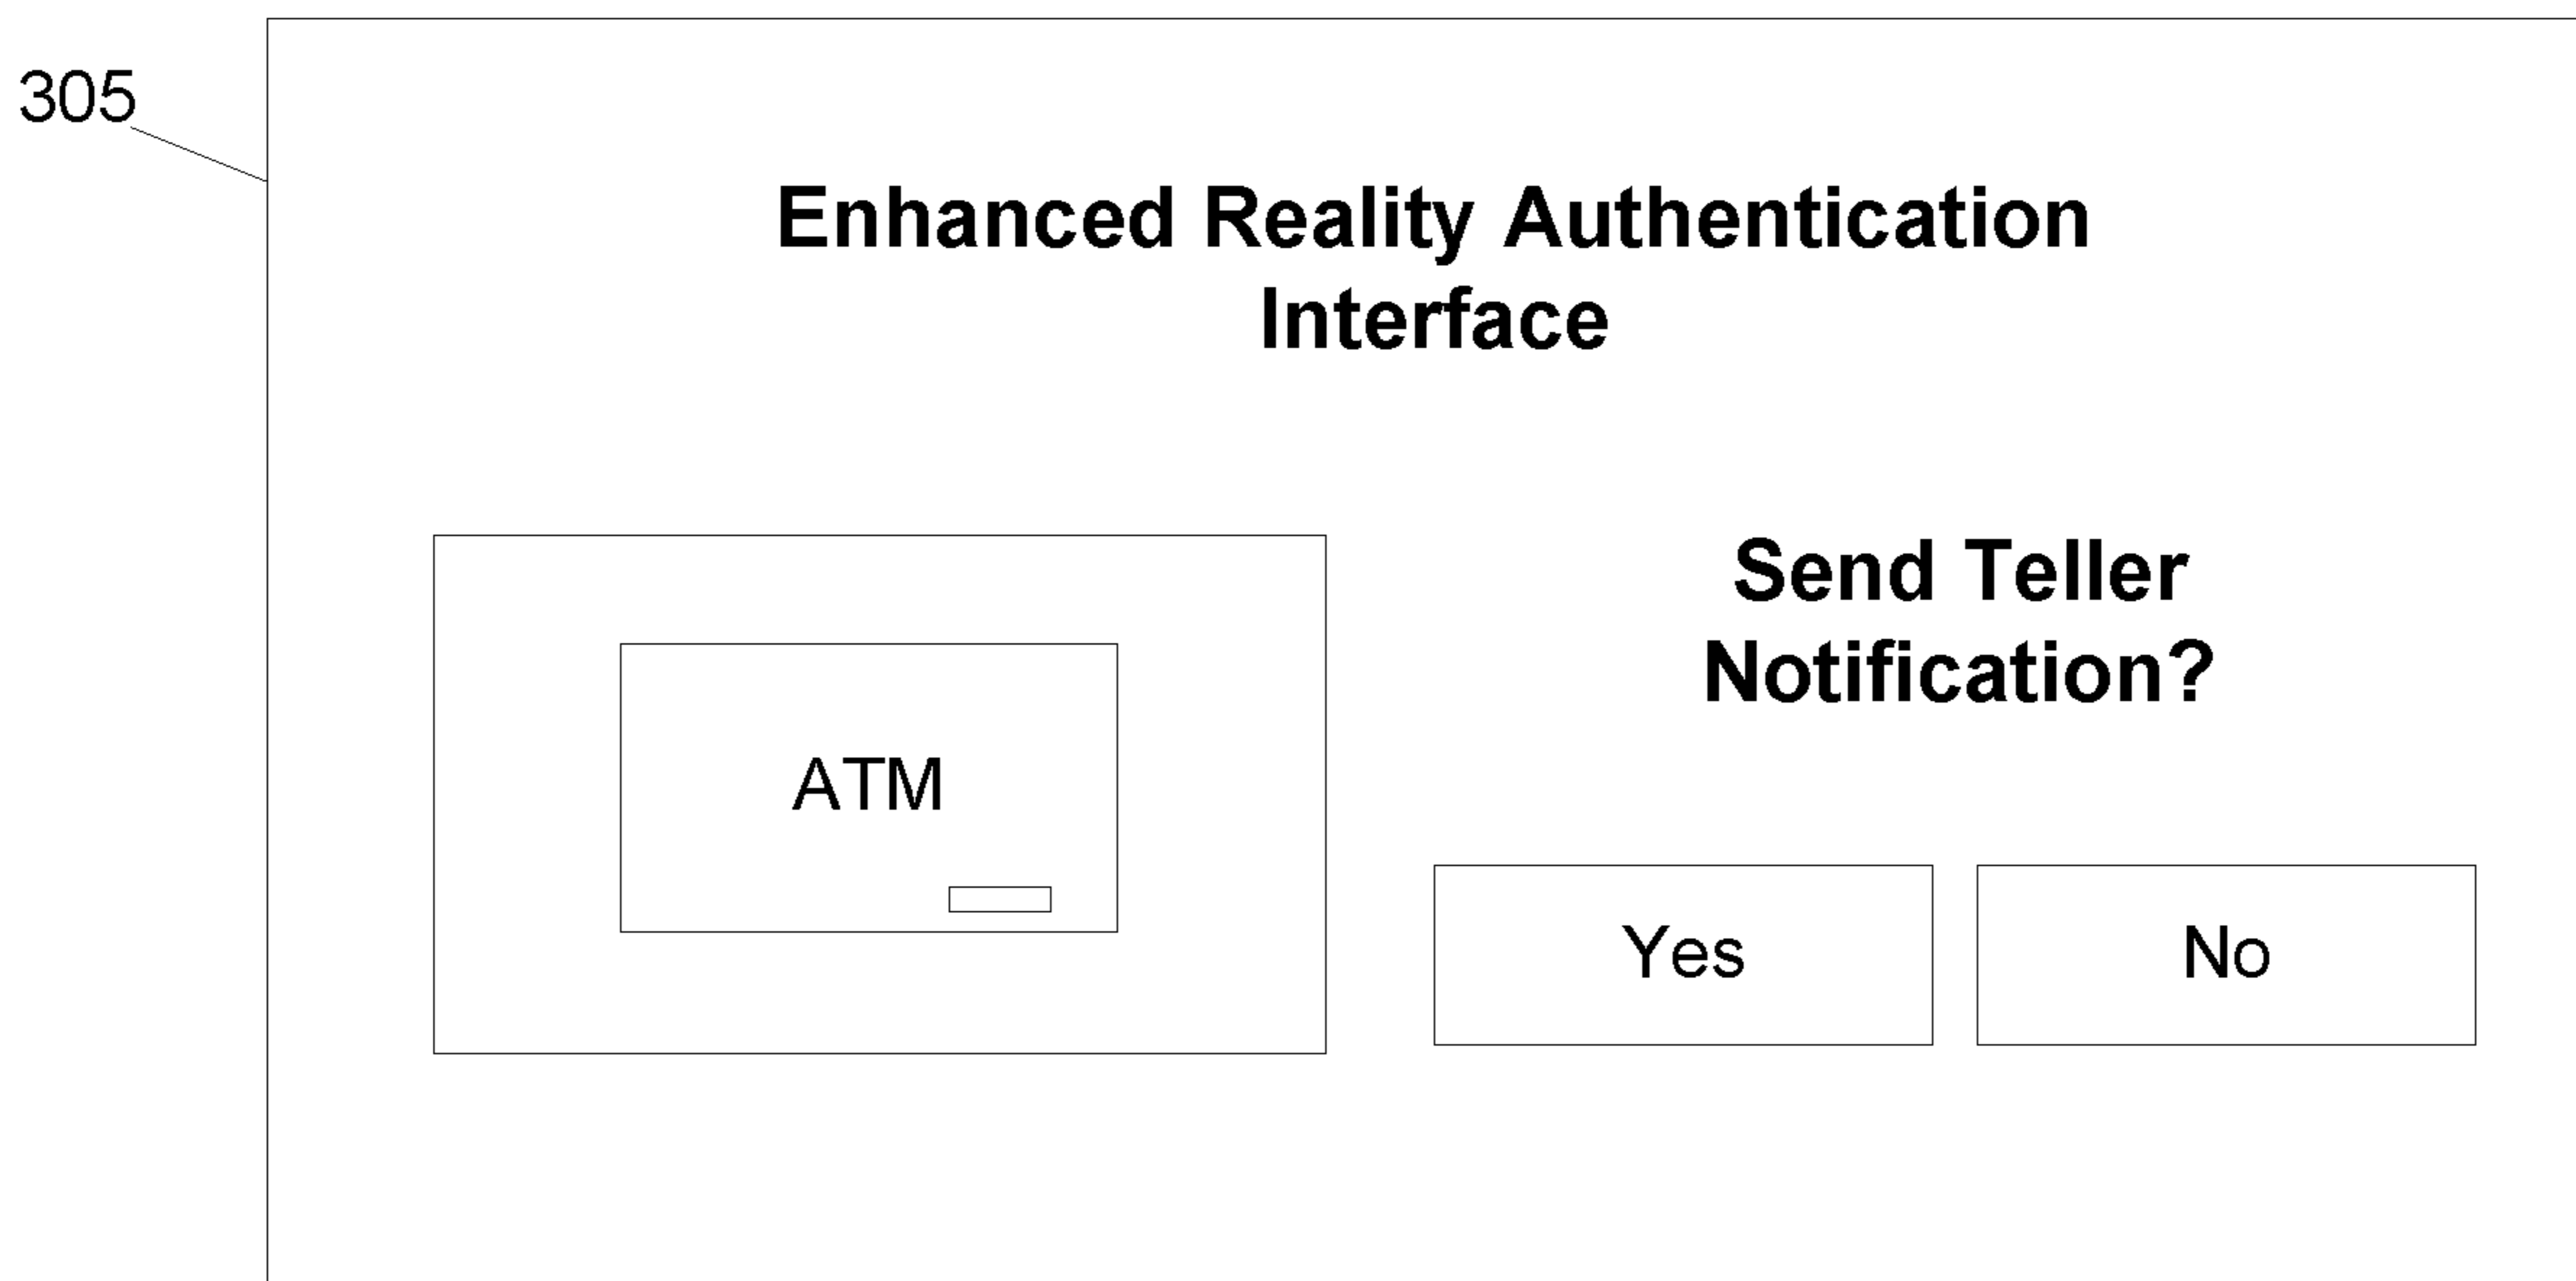 305
Enhanced Reality Authentication
Interface
Send Teller
Notification?
ATM
Yes
No